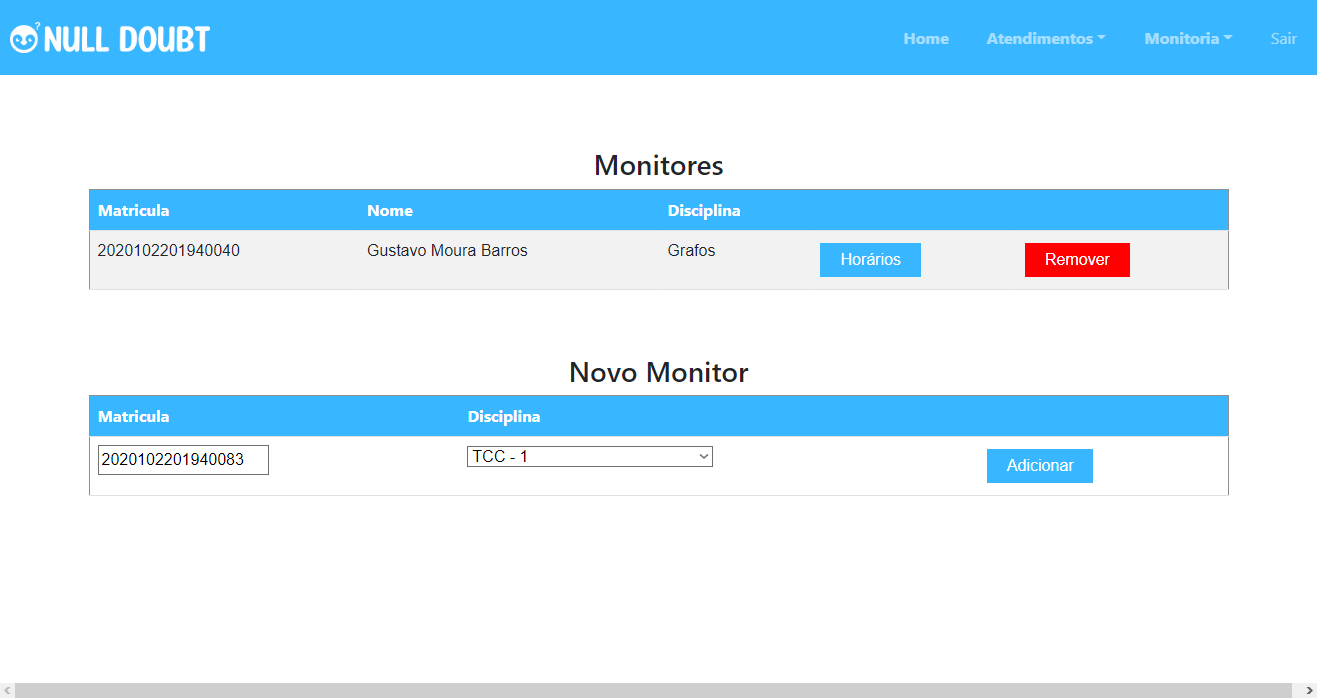 ? NULL DOUBT Home Atendimentos Monitoria Sair
Monitores
Matricula Nome Disciplina
2020102201940040 Gustavo Moura Barros Grafos Horários Remover
Novo Monitor
Matricula Disciplina
2020102201940083 TCC - 1 Adicionar